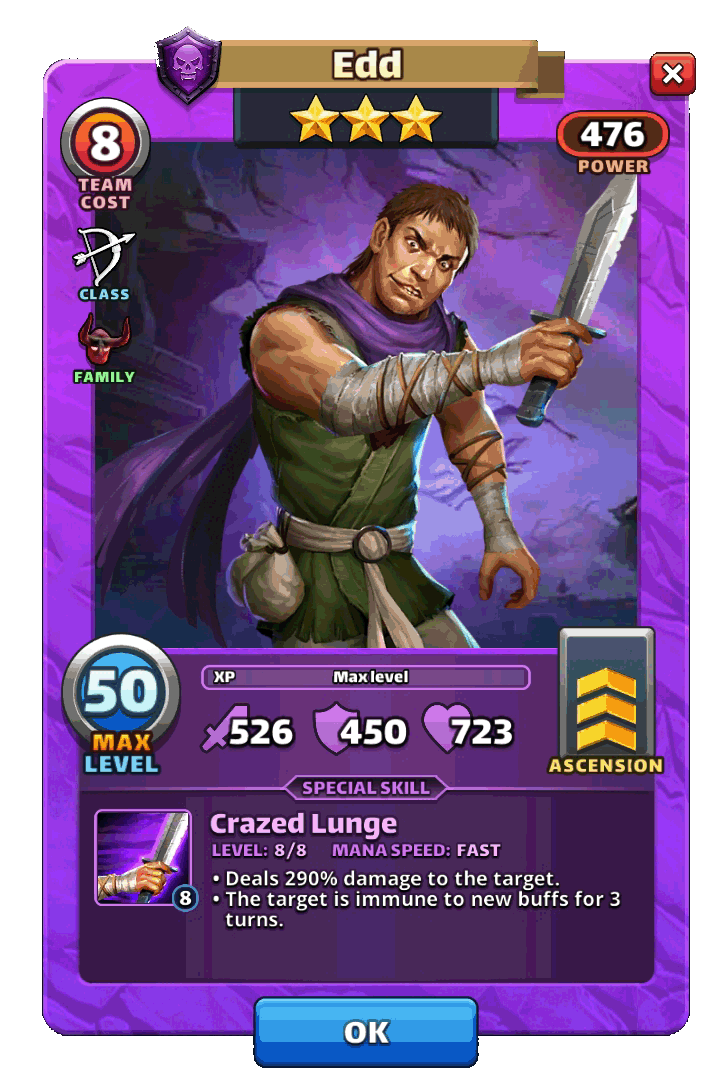 Edd
8
TEAM
COST
476
POWER
CLASS
FAMILY
50
MAX
LEVEL
XP Max level
526 450 723
ASCENSION
SPECIAL SKILL
Crazed Lunge
LEVEL: 8/8 MANA SPEED: FAST
8
• Deals 290% damage to the target.
• The target is immune to new buffs for 3
turns.
OK